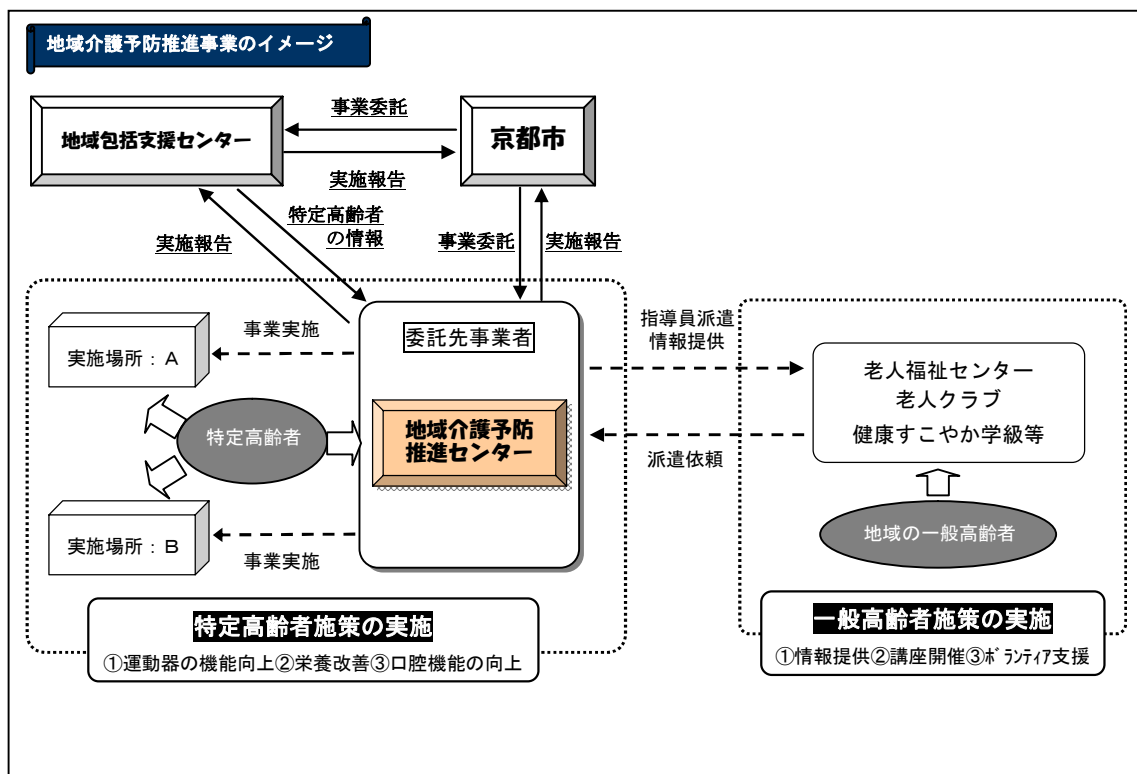 地域介護予防推進事業のイメージ
事業委託
地域包括支援センター
京都市
実施報告
特定高齢者
の情報
実施報告
事業委託
実施報告
事業実施
委託先事業者
指導員派遣
情報提供
実施場所：Ａ
老人福祉センター
老人クラブ
健康すこやか学級等
特定高齢者
地域介護予防
推進センター
派遣依頼
実施場所：Ｂ
地域の一般高齢者
事業実施
特定高齢者施策の実施
①運動器の機能向上②栄養改善③口腔機能の向上
一般高齢者施策の実施
①情報提供②講座開催③ﾎﾞﾗﾝﾃｨｱ支援